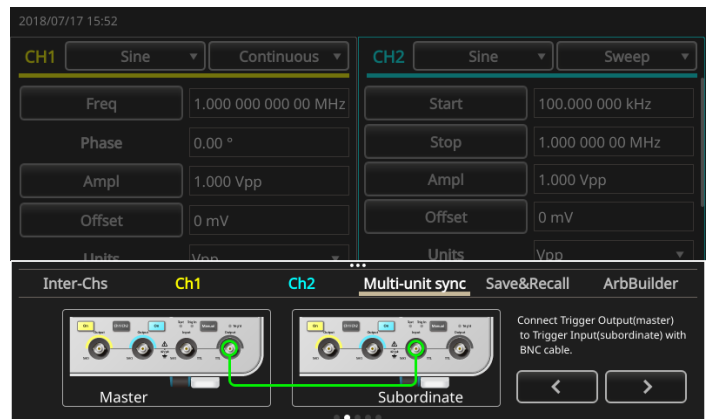 2018/07/17 15:52
CH1 Sine Continuous CH2 Sine Sweep
Freq 1.000 000 000 00 MHz Start 100.000 000 kHz
Phase 0.00 ° Stop 1.000 000 00 MHz
Ampl 1.000 Vpp Ampl 1.000 Vpp
Offset 0 mV Offset 0 mV
Units Vpp Units Vpp
Inter-Chs Ch1 Ch2 Multi-unit sync Save&Recall ArbBuilder
Connect Trigger Output(master)
to Trigger Input(subordinate) with
BNC cable.
Master Subordinate